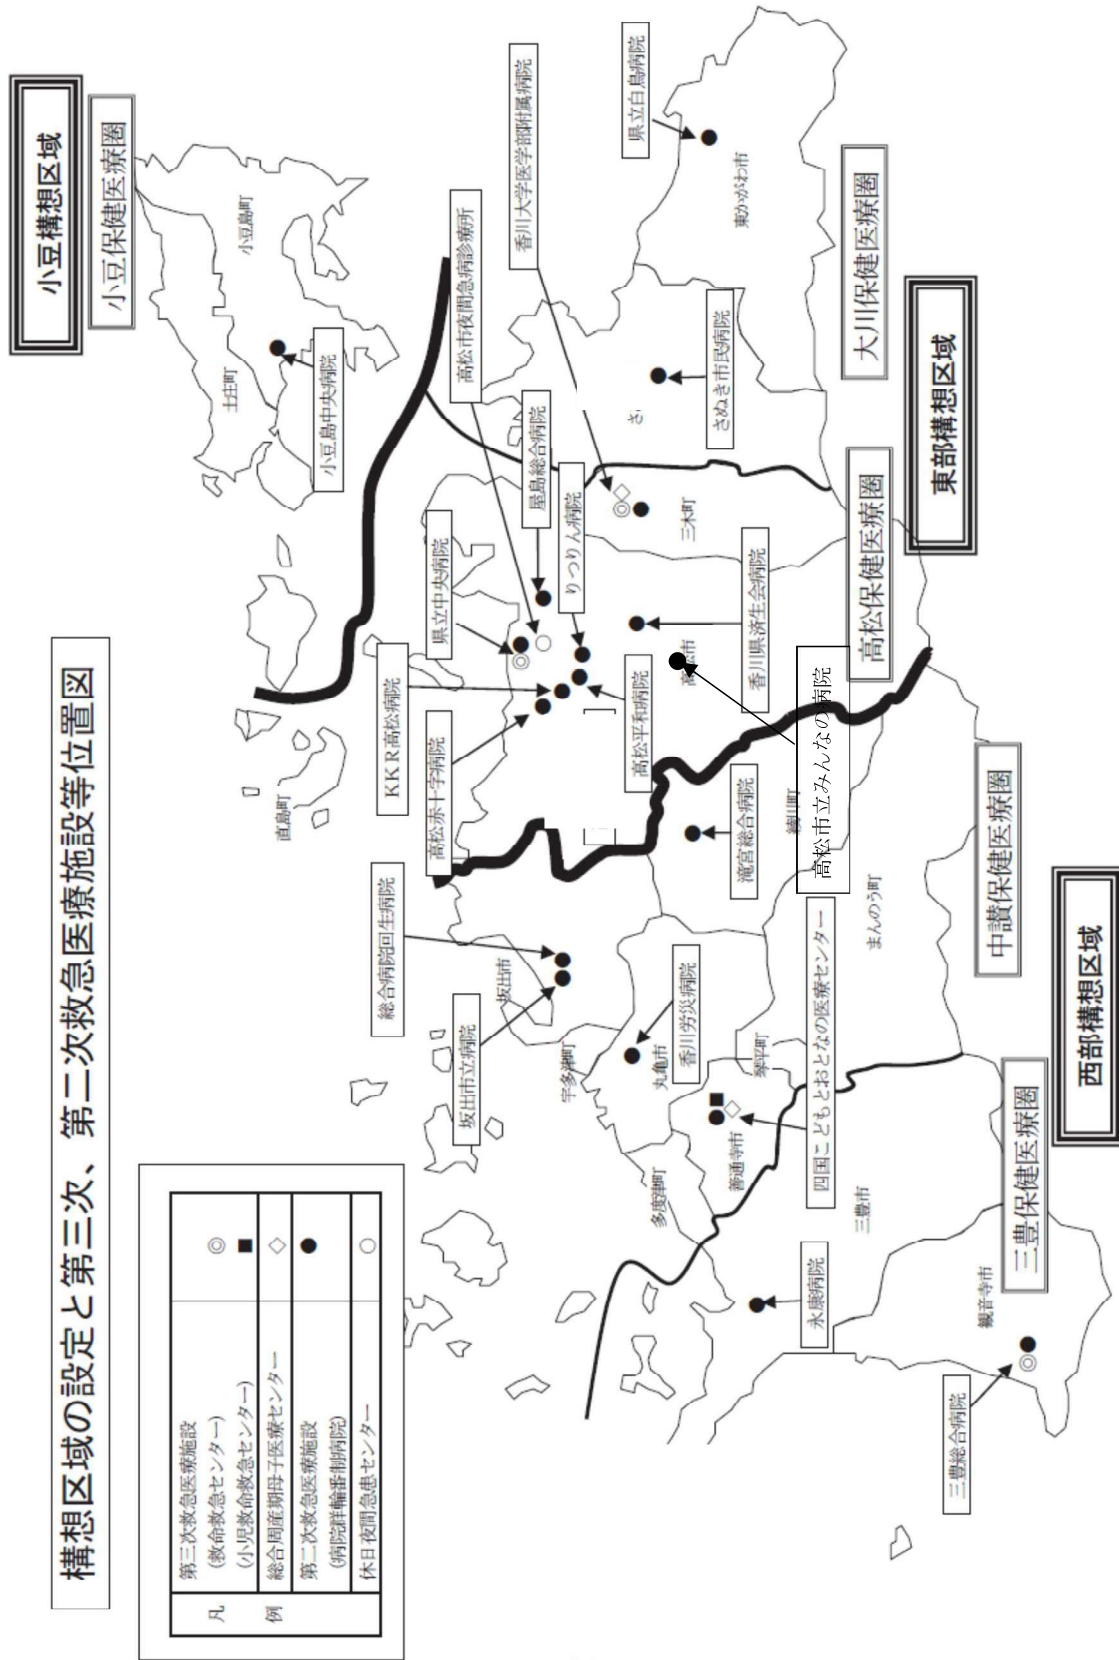 構想区域の設定と第三次、第二次救急医療施設等位置図
凡例
第三次救急医療施設
(救命救急センター) ◎
(小児救命救急センター) ■
総合周産期母子医療センター ◇
第二次救急医療施設
(病院群輪番制病院) ●
休日夜間急患センター ○
小豆構想区域
小豆保健医療圏
小豆島町
土庄町
小豆島中央病院
直島町
高松市夜間急病診療所
香川大学医学部附属病院
県立白鳥病院
東かがわ市
屋島総合病院
りつりん病院
県立中央病院
KKR高松病院
高松赤十字病院
高松平和病院
さ
さぬき市民病院
三木町
香川県済生会病院
高松市
高松市立みんなの病院
大川保健医療圏
高松保健医療圏
東部構想区域
総合病院回生病院
坂出市立病院
坂出市
宇多津町
滝宮総合病院
綾川町
香川労災病院
丸亀市
琴平町
まんのう町
善通寺市
多度津町
四国こどもとおとなの医療センター
中讃保健医療圏
三豊市
永康病院
観音寺市
三豊総合病院
三豊保健医療圏
西部構想区域